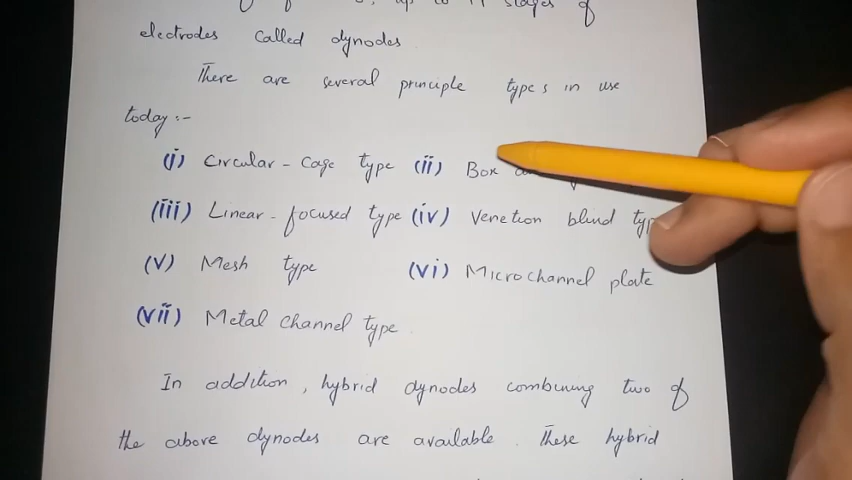 stages of
electrodes called dynodes
There are several principle types in use
today:-
(i) Circular-Cage type (ii) Box
(iii) Linear-focused type (iv) Venetion blind
(v) Mesh type (vi) Microchannel plate
(vii) Metal Channel type.
In addition, hybrid dynodes combining two of
the above dynodes are available. These hybrid